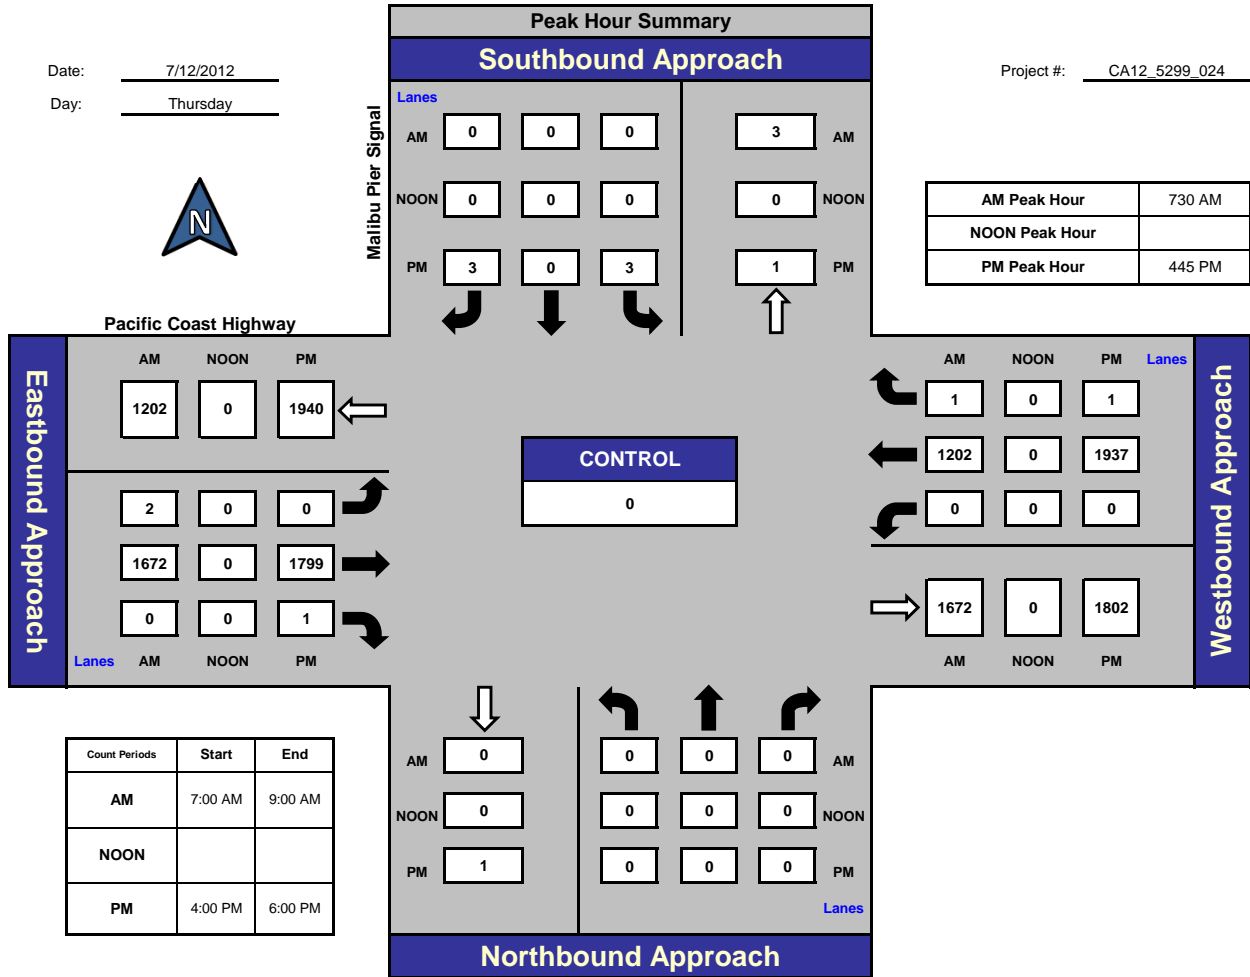 Peak Hour Summary
Southbound Approach
Date: 7/12/2012
Project #: CA12_5299_024
Day: Thursday
Malibu Pier Signal
Lanes
AM 0 0 0 3 AM
NOON 0 0 0 0 NOON
PM 3 0 3 1 PM
N
AM Peak Hour 730 AM
NOON Peak Hour
PM Peak Hour 445 PM
Pacific Coast Highway
Eastbound Approach
AM NOON PM
1202 0 1940
2 0 0
1672 0 1799
0 0 1
Lanes AM NOON PM
CONTROL
0
AM NOON PM Lanes
1 0 1
1202 0 1937
0 0 0
1672 0 1802
AM NOON PM
Westbound Approach
Count Periods Start End
AM 7:00 AM 9:00 AM
NOON
PM 4:00 PM 6:00 PM
AM 0 0 0 0 AM
NOON 0 0 0 0 NOON
PM 1 0 0 0 PM
Lanes
Northbound Approach